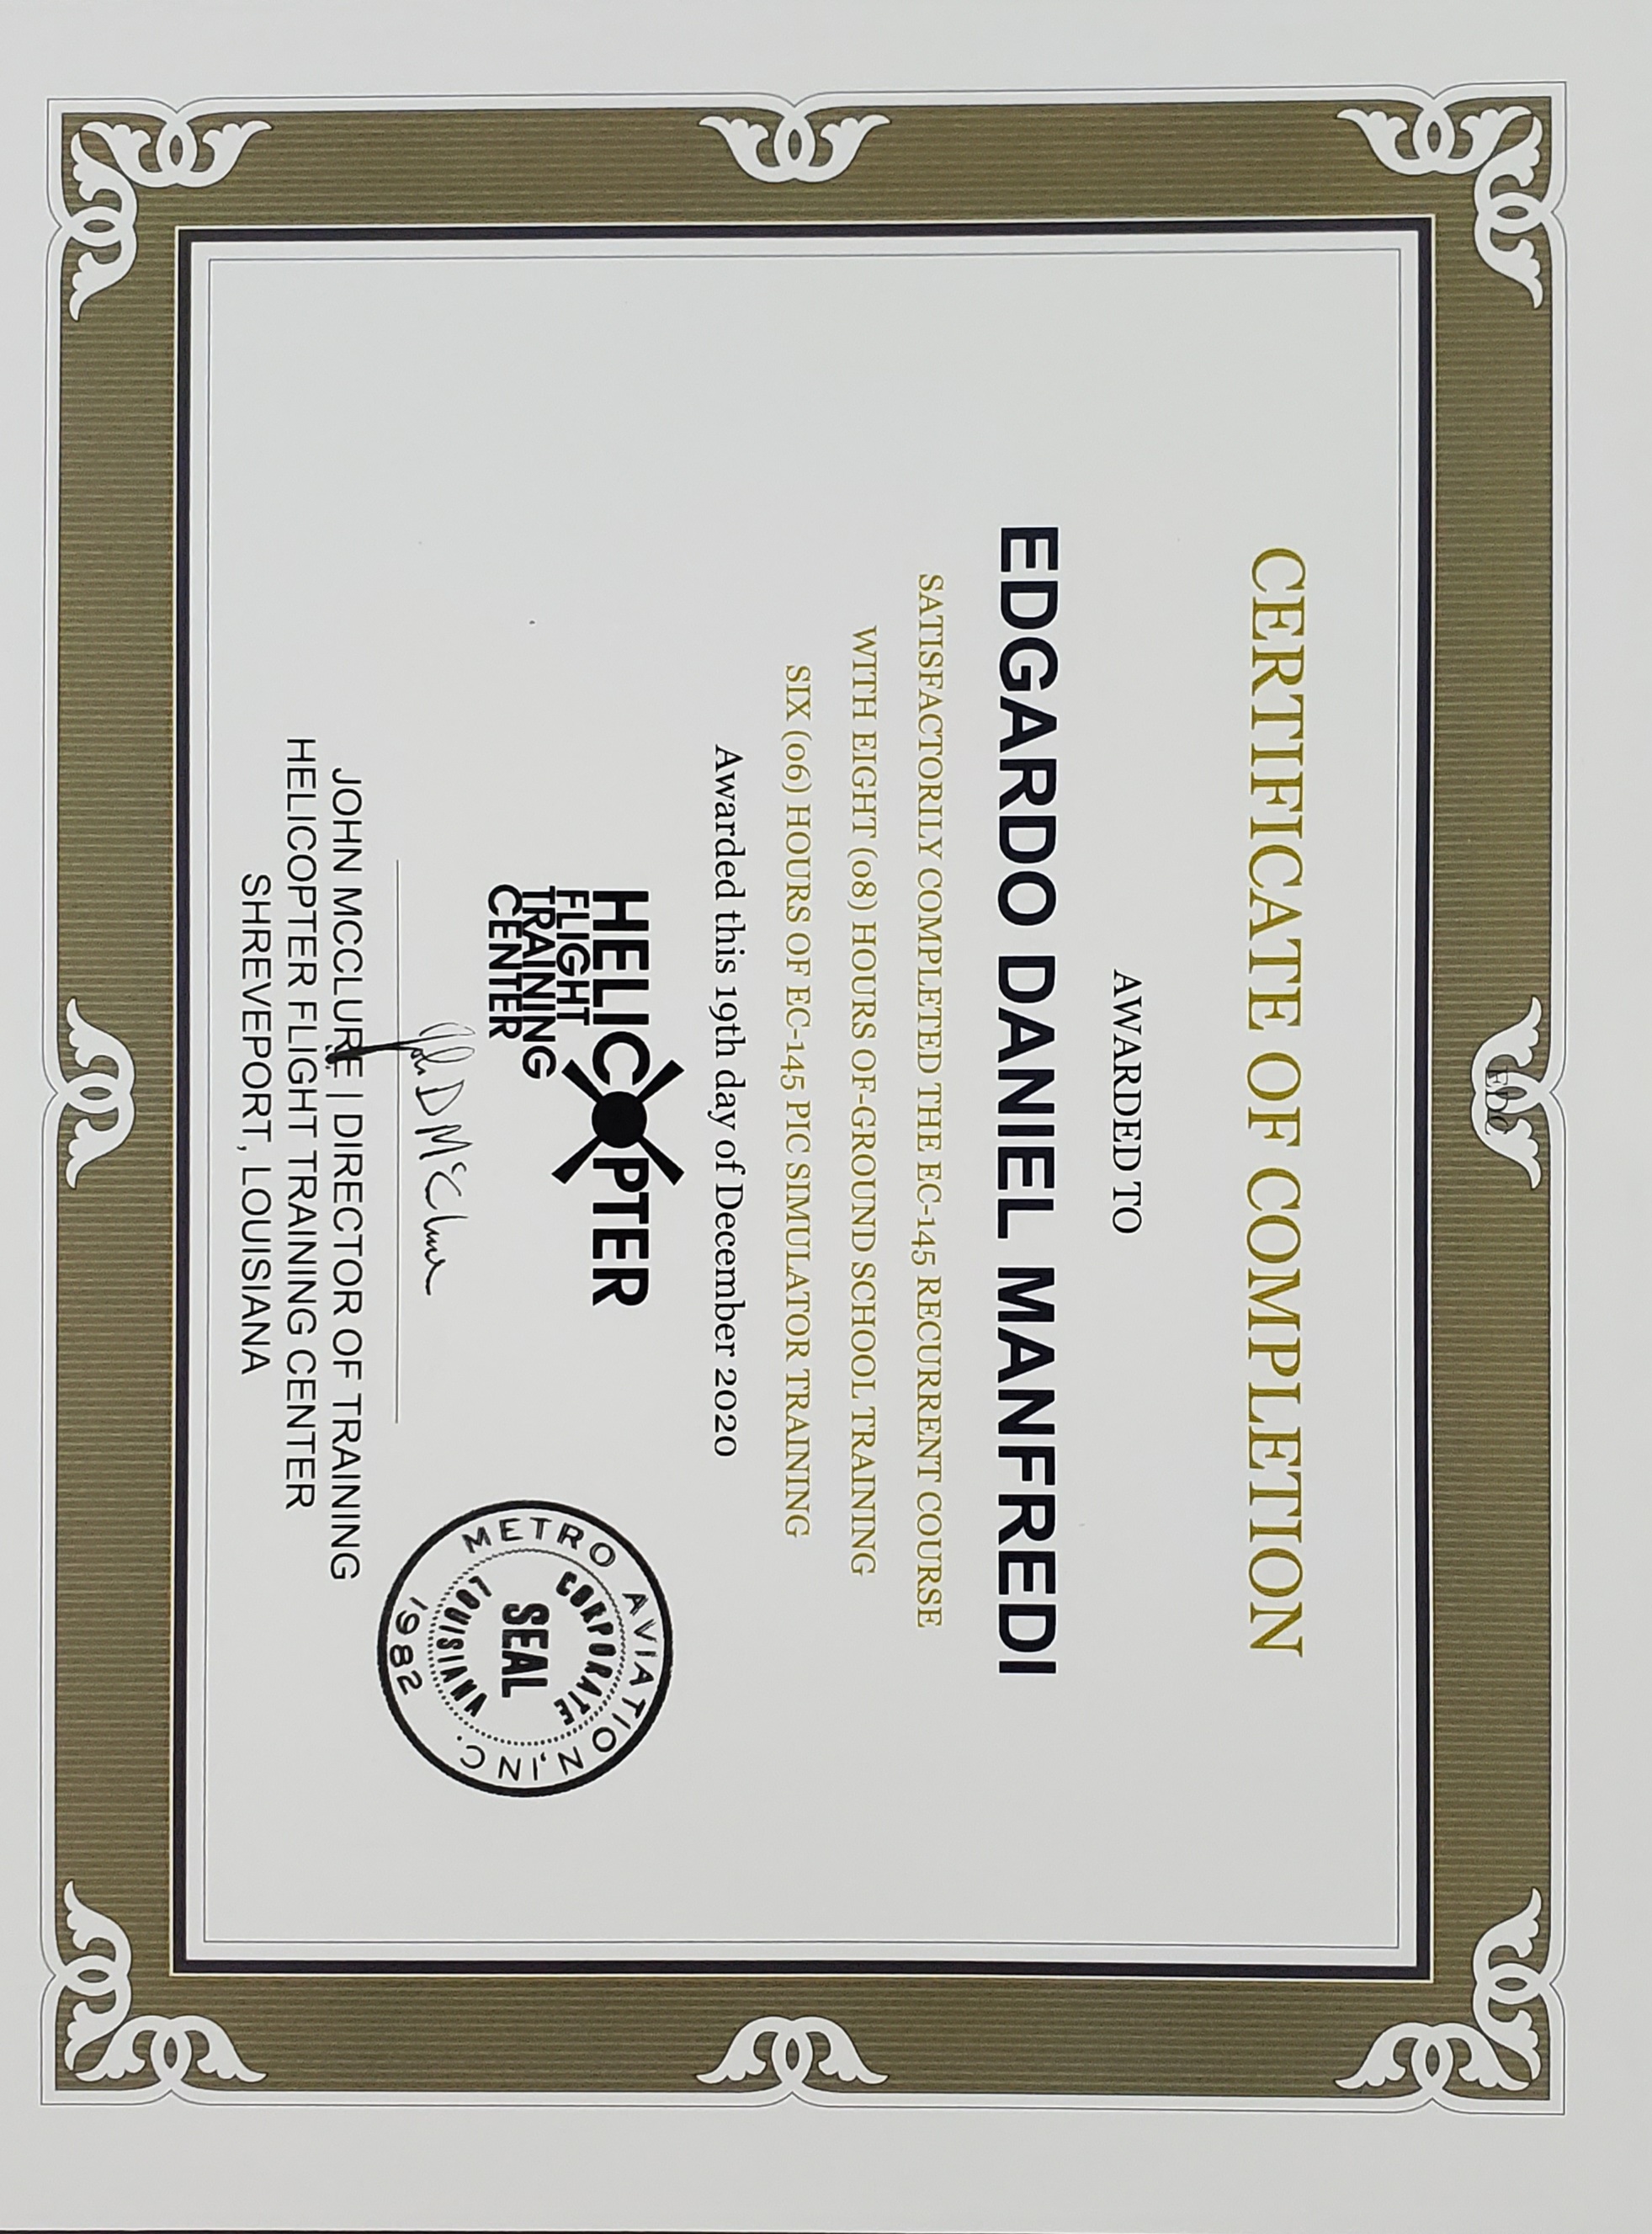 EDC
CERTIFICATE OF COMPLETION
AWARDED TO
EDGARDO DANIEL MANFREDI
SATISFACTORILY COMPLETED THE EC-145 RECURRENT COURSE
WITH EIGHT (08) HOURS OF-GROUND SCHOOL TRAINING
SIX (06) HOURS OF EC-145 PIC SIMULATOR TRAINING
Awarded this 19th day of December 2020
HELICOPTER
FLIGHT
TRAINING
CENTER
METRO AVIATION, INC.
CORPORATE
SEAL
LOUISIANA
1982
John D McClure
JOHN MCCLURE | DIRECTOR OF TRAINING
HELICOPTER FLIGHT TRAINING CENTER
SHREVEPORT, LOUISIANA